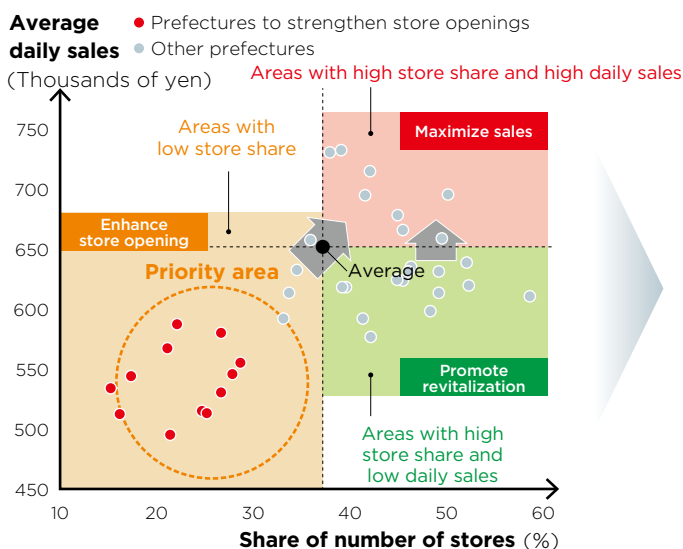 Average
daily sales
(Thousands of yen)
Prefectures to strengthen store openings
Other prefectures
Areas with high store share and high daily sales
Areas with
low store share
Maximize sales
Enhance
store opening
Priority area
Average
Promote
revitalization
Areas with high
store share and
low daily sales
750
700
650
600
550
500
450
10
20
30
40
50
60
Share of number of stores (%)